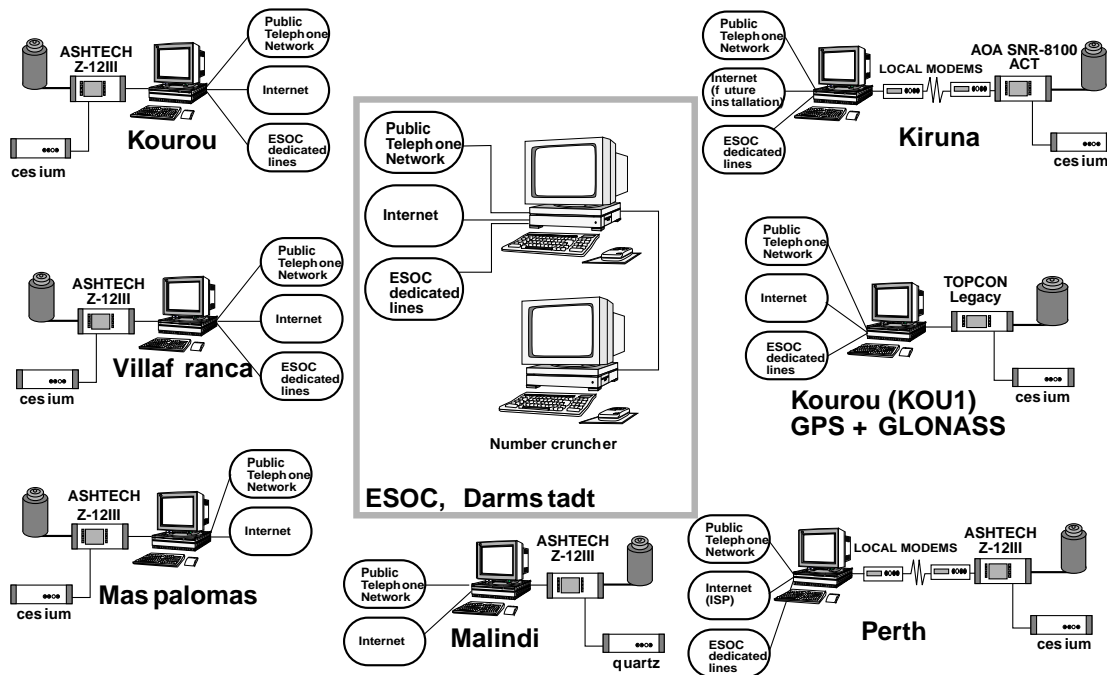 Public
Telephone
Network
ASHTECH
Z-12III
Internet
ESOC
dedicated
lines
Kourou
cesium
Public
Telephone
Network
Internet
(future
installation)
ESOC
dedicated
lines
LOCAL MODEMS
AOA SNR-8100
ACT
Kiruna
cesium
Public
Telephone
Network
Internet
ESOC
dedicated
lines
Number cruncher
ESOC, Darmstadt
Public
Telephone
Network
ASHTECH
Z-12III
Internet
ESOC
dedicated
lines
Villafranca
cesium
Public
Telephone
Network
Internet
ESOC
dedicated
lines
TOPCON
Legacy
cesium
Kourou (KOU1)
GPS + GLONASS
Public
Telephone
Network
ASHTECH
Z-12III
Internet
Maspalomas
cesium
ASHTECH
Z-12III
Public
Telephone
Network
Internet
Malindi
quartz
Public
Telephone
Network
Internet
(ISP)
ESOC
dedicated
lines
LOCAL MODEMS
ASHTECH
Z-12III
Perth
cesium